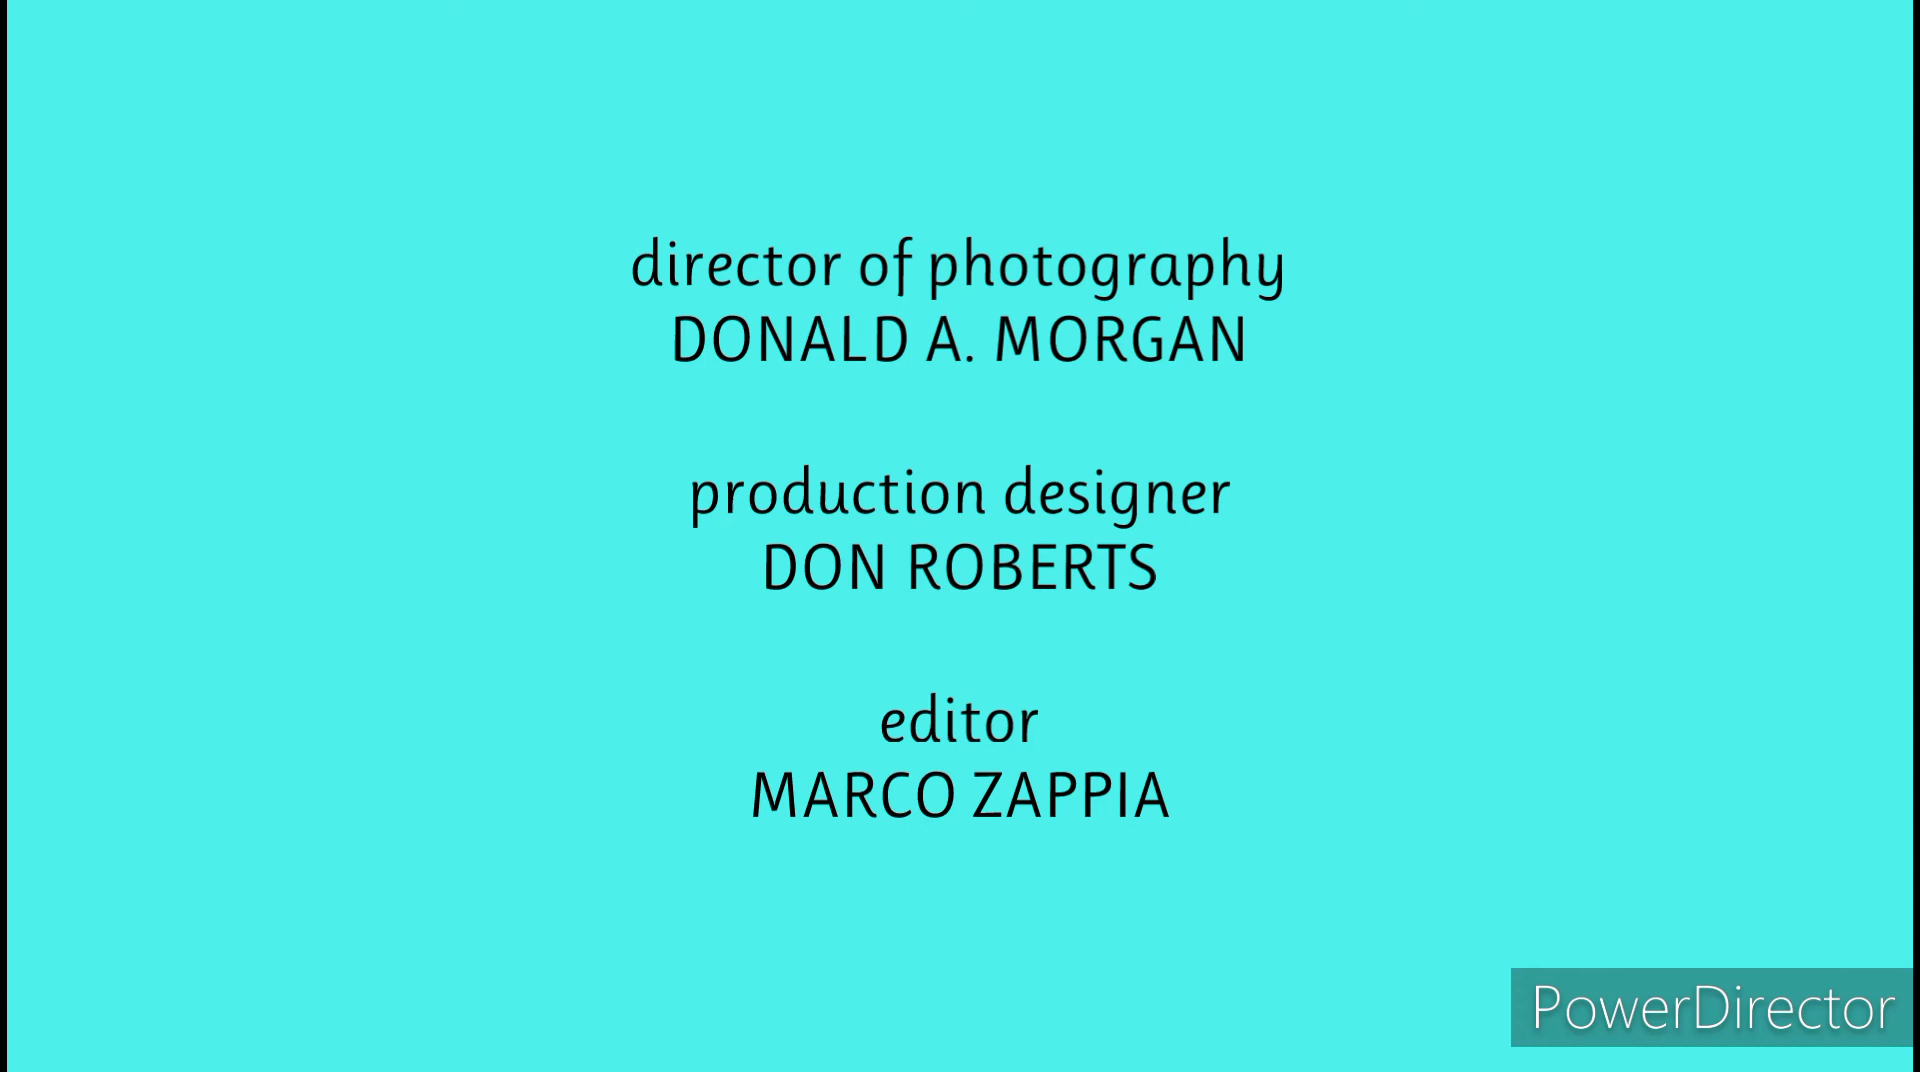 director of photography
DONALD A. MORGAN
production designer
DON ROBERTS
editor
MARCO ZAPPIA
PowerDirector